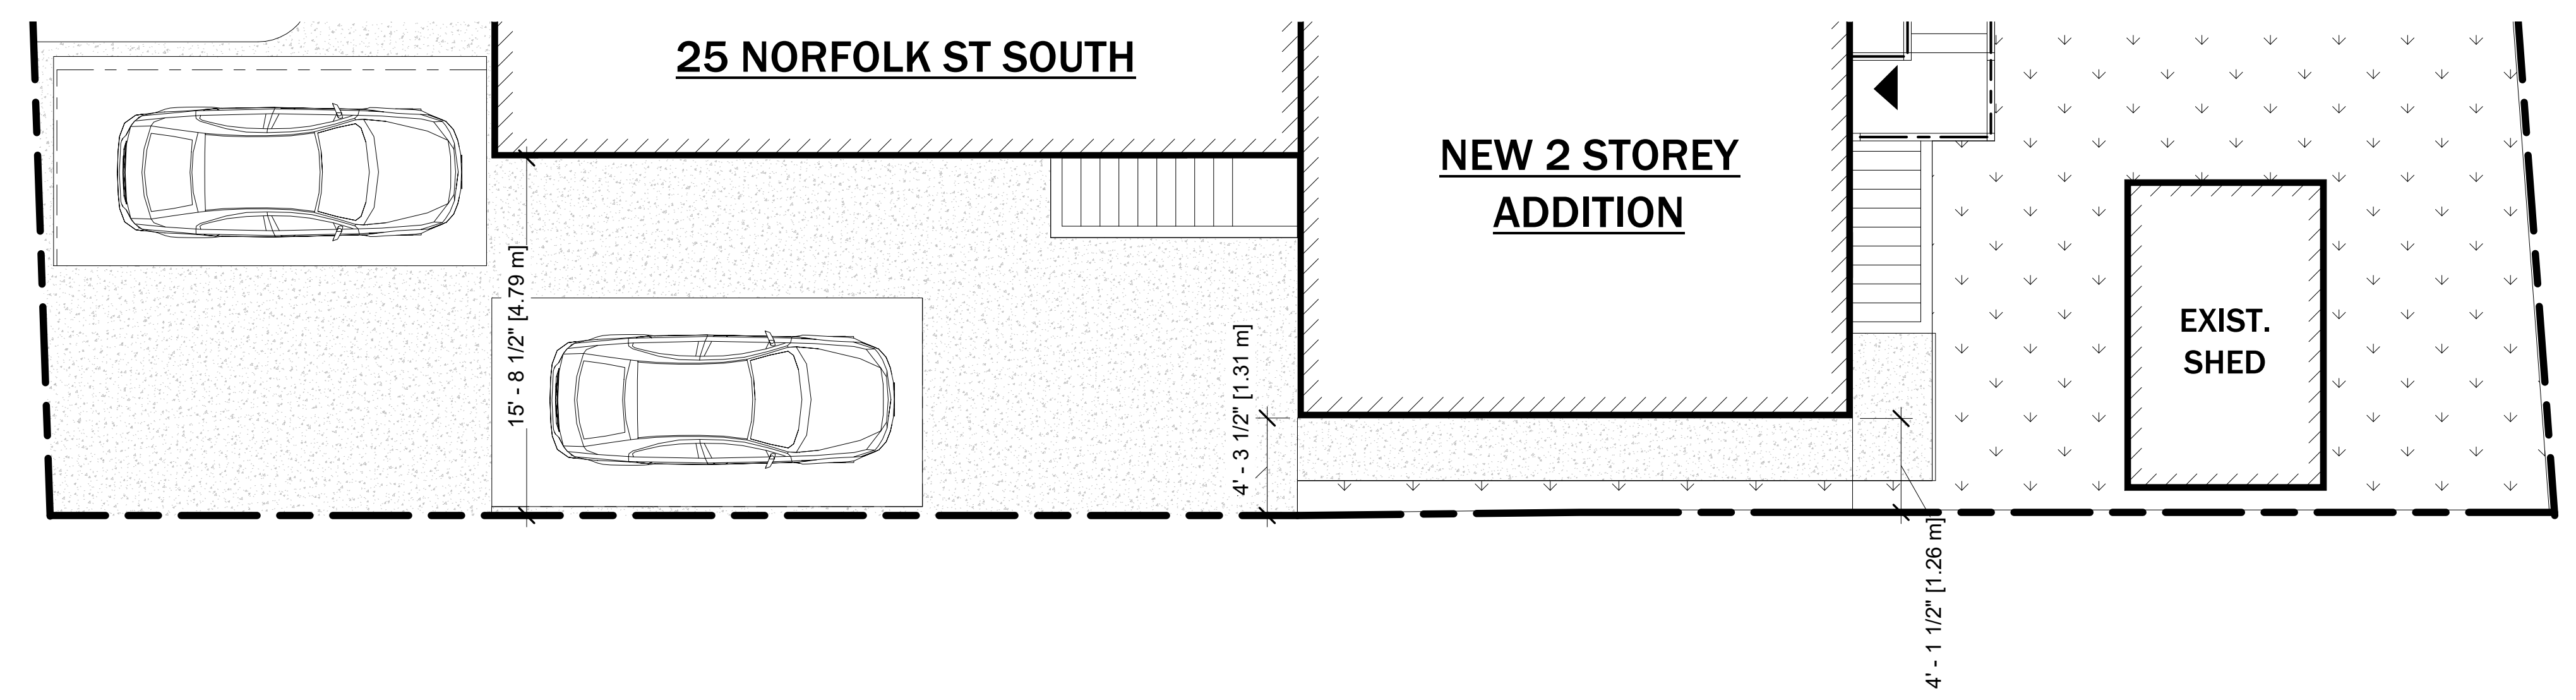 25 NORFOLK ST SOUTH
NEW 2 STOREY
ADDITION
EXIST.
SHED
15' - 8 1/2" [4.79 m]
4' - 3 1/2" [1.31 m]
4' - 1 1/2" [1.26 m]